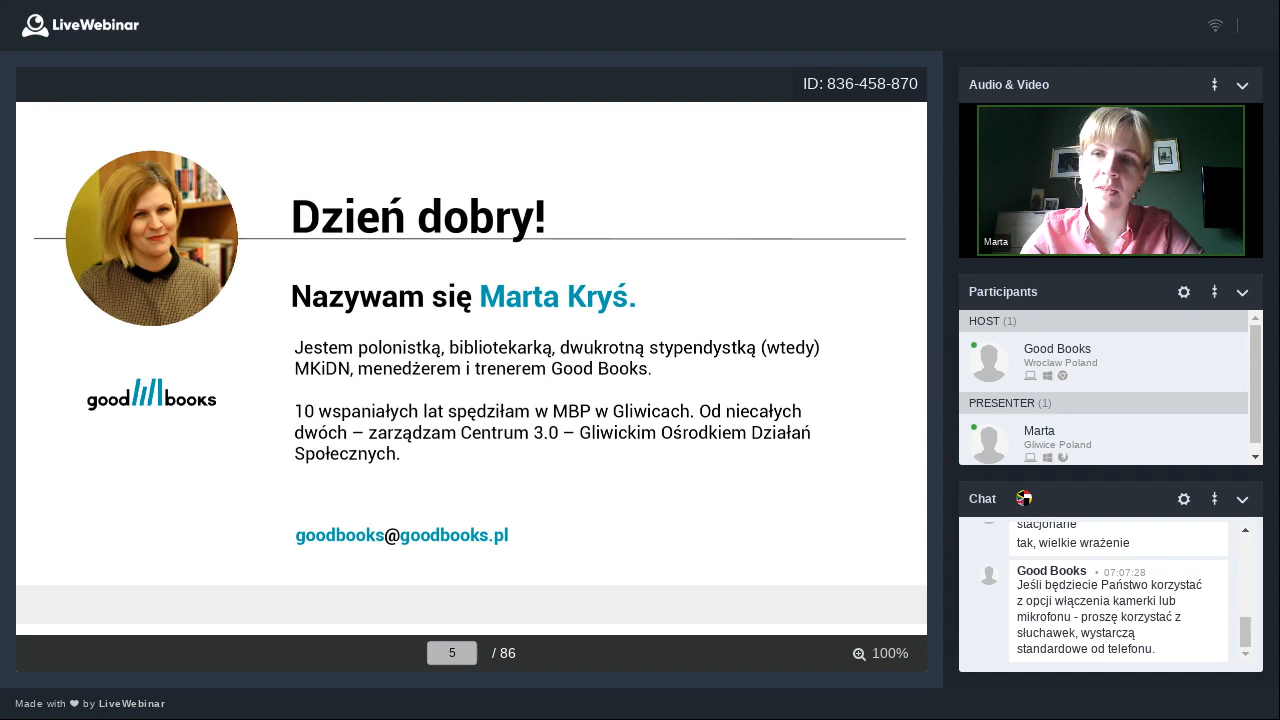 LiveWebinar
ID: 836-458-870
Dzień dobry!
Nazywam się Marta Kryś.
Jestem polonistką, bibliotekarką, dwukrotną stypendystką (wtedy)
MKiDN, menedżerem i trenerem Good Books.
10 wspaniałych lat spędziłam w MBP w Gliwicach. Od niecałych
dwóch – zarządzam Centrum 3.0 – Gliwickim Ośrodkiem Działań
Społecznych.
good books
goodbooks@goodbooks.pl
5 / 86
100%
Made with ❤ by LiveWebinar
Audio & Video
Marta
Participants
HOST (1)
Good Books
Wroclaw Poland
PRESENTER (1)
Marta
Gliwice Poland
Chat
stacjonarne
tak, wielkie wrażenie
Good Books • 07:07:28
Jeśli będziecie Państwo korzystać
z opcji włączenia kamerki lub
mikrofonu - proszę korzystać z
słuchawek, wystarczą
standardowe od telefonu.